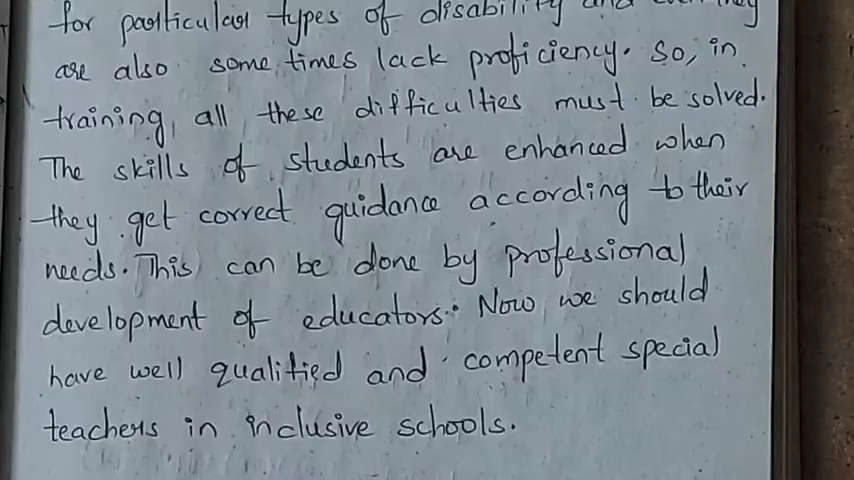 for particular types of disability and even they
are also some times lack proficiency. So, in
training, all these difficulties must be solved.
The skills of students are enhanced when
they get correct guidance according to their
needs. This can be done by professional
development of educators. Now we should
have well qualified and competent special
teachers in inclusive schools.